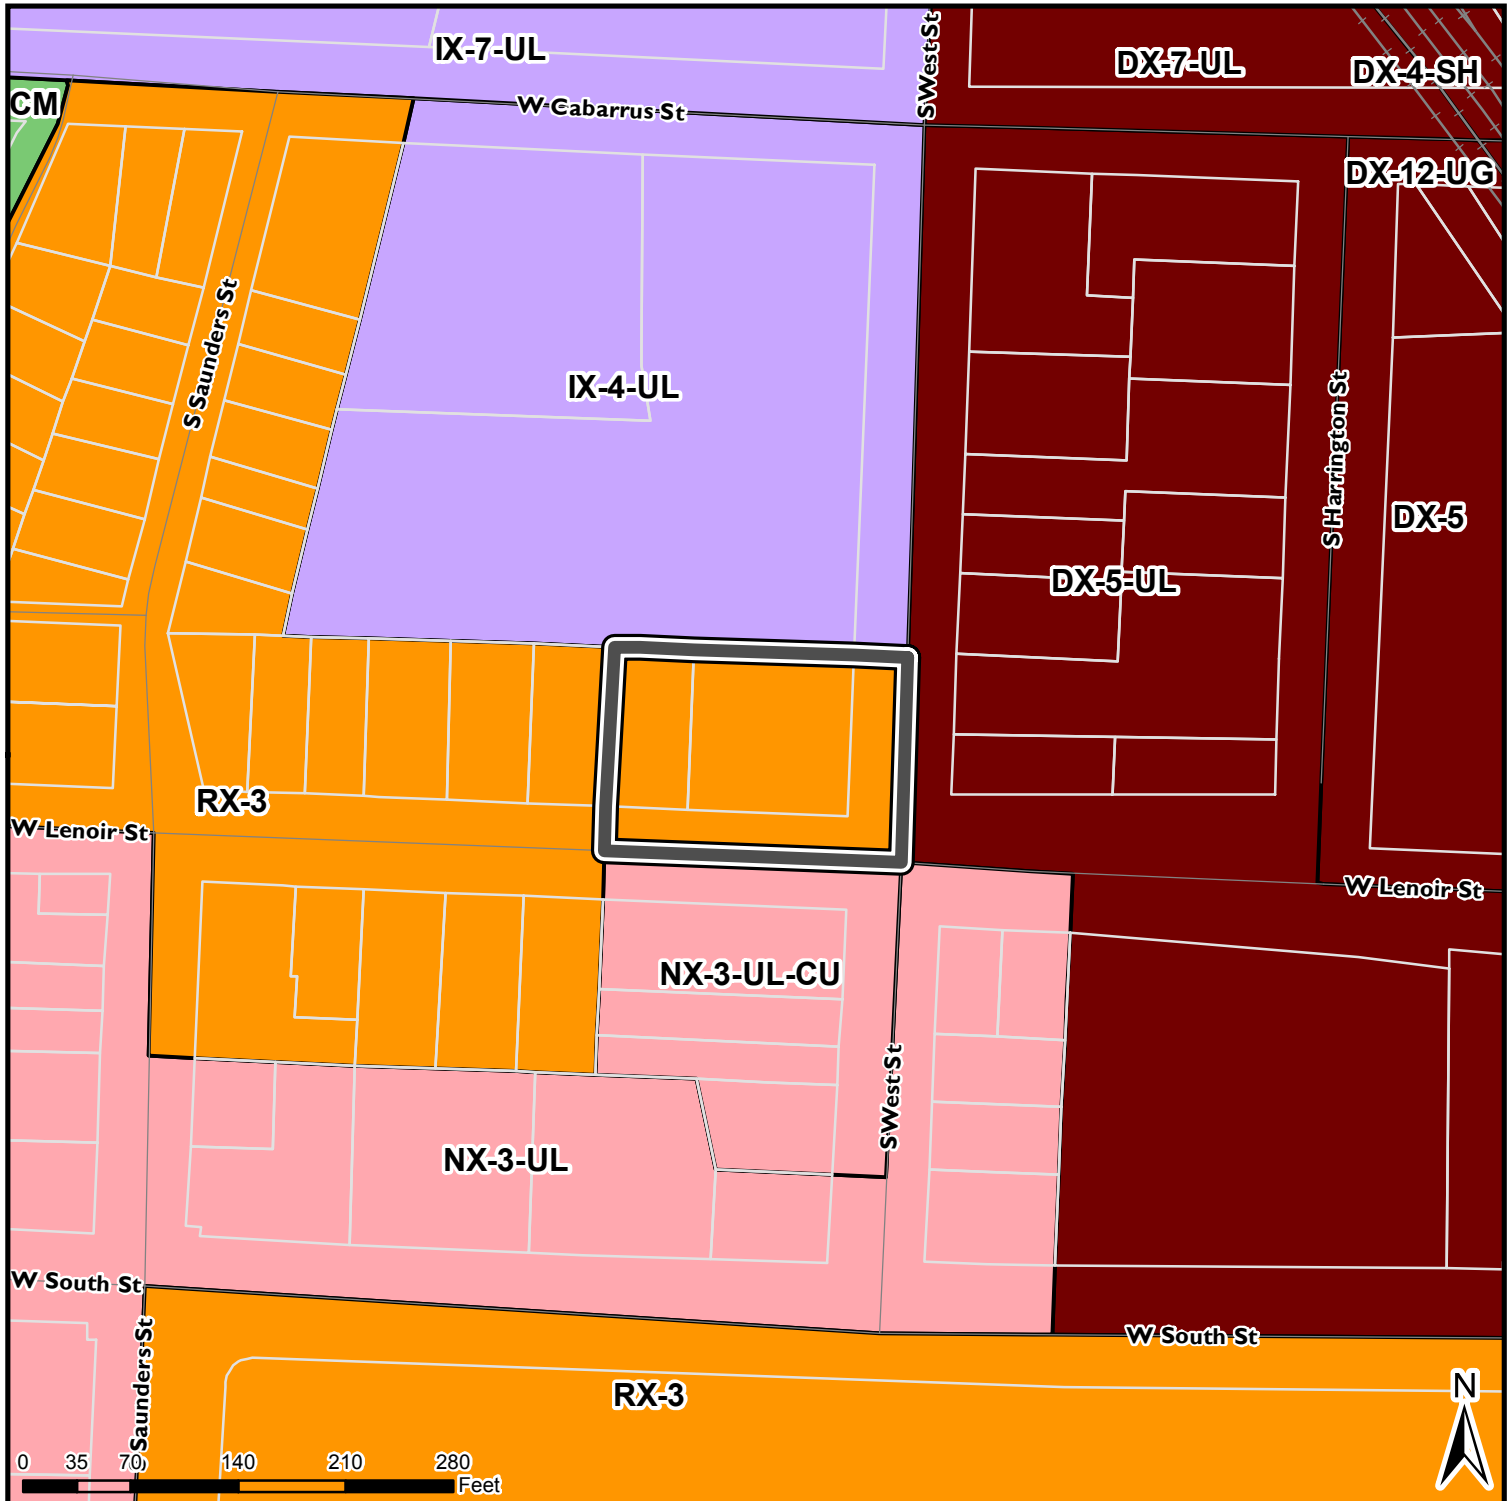 IX-7-UL
S West St
DX-7-UL
DX-4-SH
CM
W Cabarrus St
DX-12-UG
S Saunders St
IX-4-UL
S Harrington St
DX-5
DX-5-UL
RX-3
W Lenoir St
W Lenoir St
NX-3-UL-CU
S West St
NX-3-UL
W South St
W South St
S Saunders St
RX-3
N
0 35 70 140 210 280
Feet